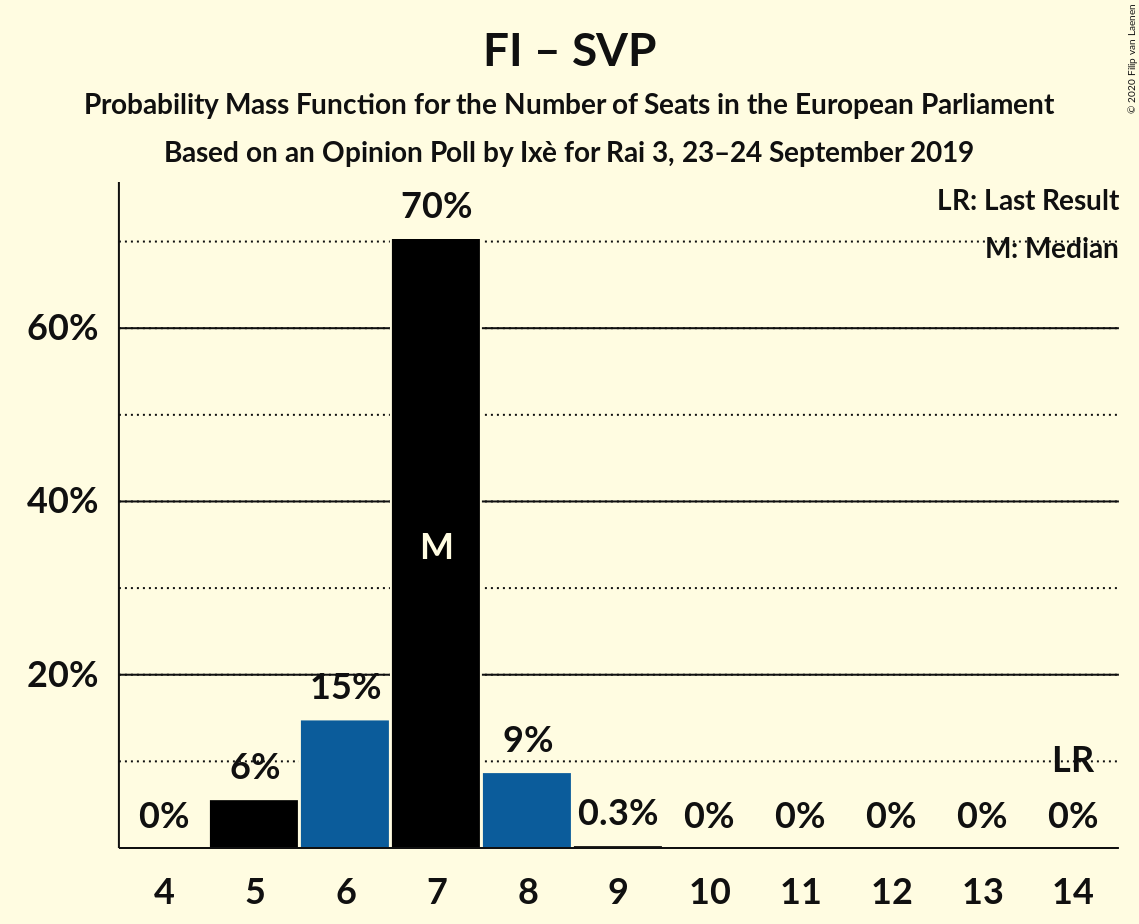 FI – SVP
Probability Mass Function for the Number of Seats in the European Parliament
Based on an Opinion Poll by Ixè for Rai 3, 23–24 September 2019
© 2020 Filip van Laenen
LR: Last Result
M: Median
60%
40%
20%
0%
6%
15%
70%
M
9%
0.3%
0%
0%
0%
0%
LR
0%
4 5 6 7 8 9 10 11 12 13 14